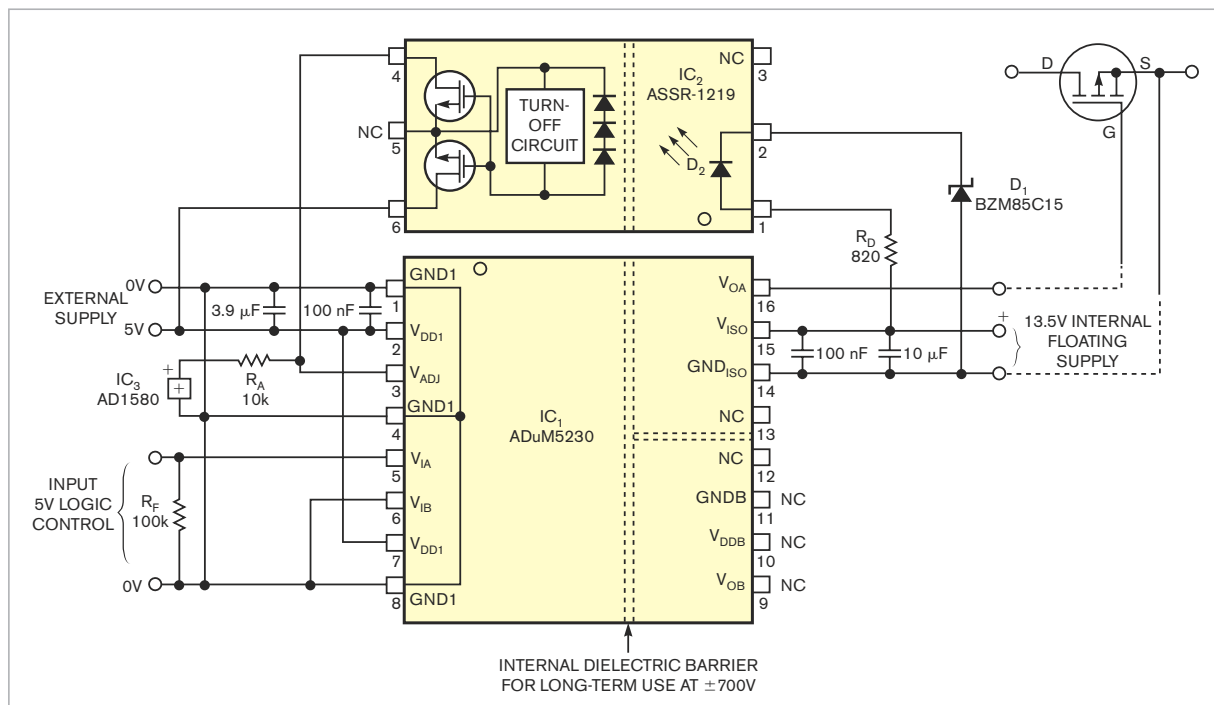 4
NC
5
6
TURN-
OFF
CIRCUIT
IC2
ASSR-1219
D2
NC
3
2
1
D
S
G
D1
BZM85C15
RD
820
EXTERNAL
SUPPLY
0V
5V
3.9 μF
100 nF
IC3
AD1580
+
+
RA
10k
INPUT
5V LOGIC
CONTROL
RF
100k
0V
GND1
1
VDD1
2
VADJ
3
GND1
4
VIA
5
VIB
6
VDD1
7
GND1
8
IC1
ADuM5230
VOA
16
VISO
15
GNDISO
14
NC
13
NC
12
GNDB
NC
11
VDDB
NC
10
VOB
NC
9
100 nF
10 μF
+
13.5V INTERNAL
FLOATING
SUPPLY
INTERNAL DIELECTRIC BARRIER
FOR LONG-TERM USE AT ±700V